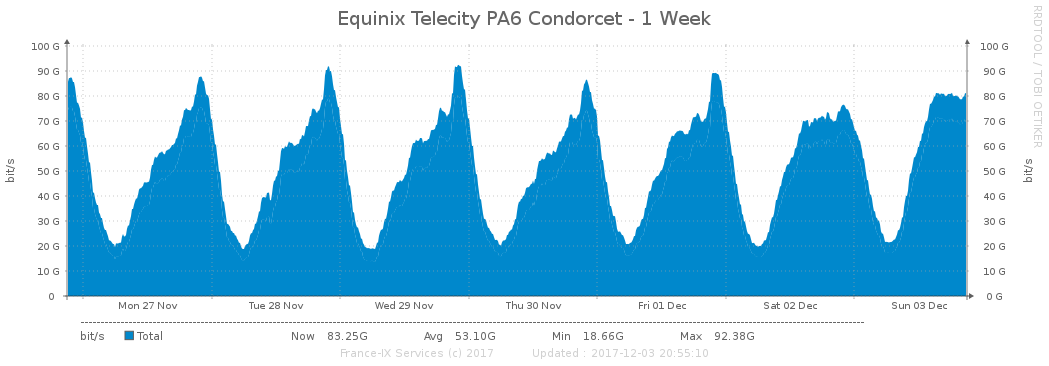 Equinix Telecity PA6 Condorcet - 1 Week
RRDTOOL / TOBI OETIKER
bit/s
100 G
90 G
80 G
70 G
60 G
50 G
40 G
30 G
20 G
10 G
0
100 G
90 G
80 G
70 G
60 G
50 G
40 G
30 G
20 G
10 G
0 G
bit/s
Mon 27 Nov Tue 28 Nov Wed 29 Nov Thu 30 Nov Fri 01 Dec Sat 02 Dec Sun 03 Dec
bit/s Total Now 83.25G Avg 53.10G Min 18.66G Max 92.38G
France-IX Services (c) 2017 Updated : 2017-12-03 20:55:10